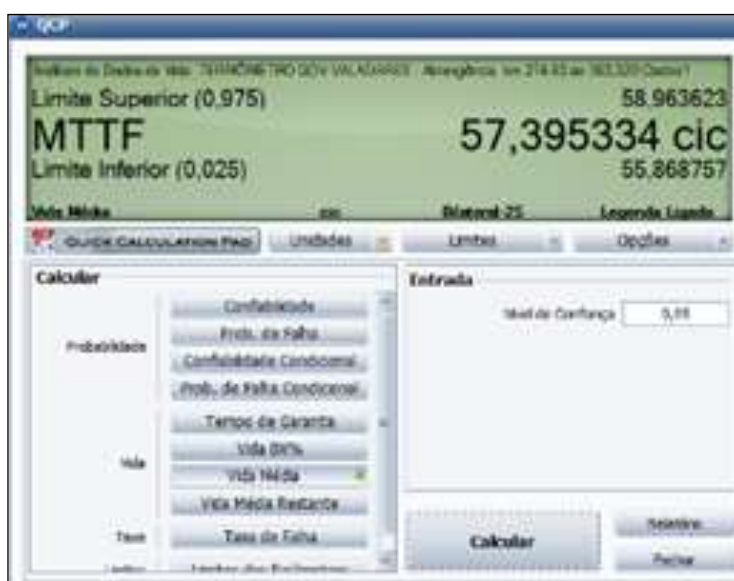 QCP
Limite Superior (0,975) 58,963623
MTTF 57,395334 cic
Limite Inferior (0,025) 55,868757
Vida Média cic Bilateral 2S Legenda Ligada
QUICK CALCULATION PAD Unidades Limites Opções
Calcular
Entrada
Confiabilidade
Nível de Confiança
Probabilidade
Prob. de Falha
Confiabilidade Condicional
Prob. de Falha Condicional
Tempo de Garantia
Vida BX%
Vida
Vida Média
Vida Média Restante
Taxa
Taxa de Falha
Calcular
Relatório
Fechar